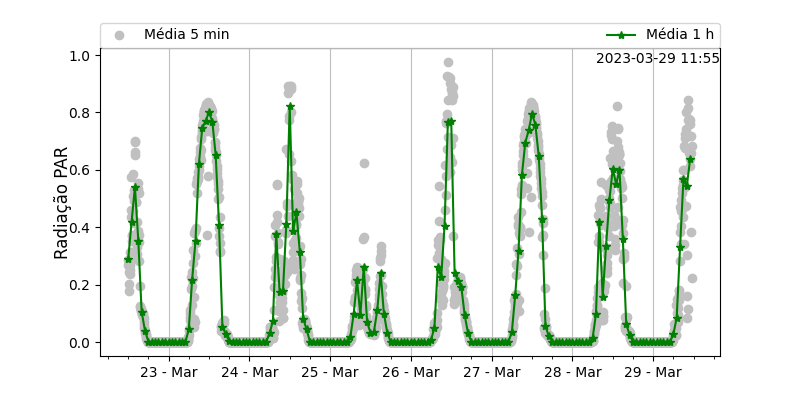 Média 5 min
Média 1 h
2023-03-29 11:55
Radiação PAR
1.0
0.8
0.6
0.4
0.2
0.0
23 - Mar
24 - Mar
25 - Mar
26 - Mar
27 - Mar
28 - Mar
29 - Mar